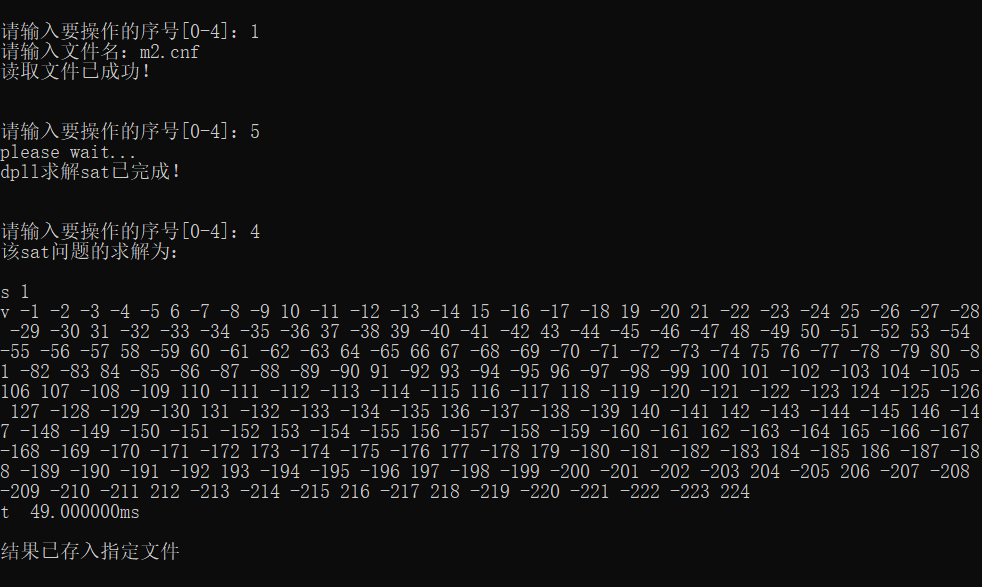 请输入要操作的序号[0-4]: 1
请输入文件名: m2.cnf
读取文件已成功!
请输入要操作的序号[0-4]: 5
please wait...
dpll求解sat已完成!
请输入要操作的序号[0-4]: 4
该sat问题的求解为:
s 1
v -1 -2 -3 -4 -5 6 -7 -8 -9 10 -11 -12 -13 -14 15 -16 -17 -18 19 -20 21 -22 -23 -24 25 -26 -27 -28
-29 -30 31 -32 -33 -34 -35 -36 37 -38 39 -40 -41 -42 43 -44 -45 -46 -47 48 -49 50 -51 -52 53 -54
-55 -56 -57 58 -59 60 -61 -62 -63 64 -65 66 67 -68 -69 -70 -71 -72 -73 -74 75 76 -77 -78 -79 80 -8
1 -82 -83 84 -85 -86 -87 -88 -89 -90 91 -92 93 -94 -95 96 -97 -98 -99 100 101 -102 -103 104 -105 -
106 107 -108 -109 110 -111 -112 -113 -114 -115 116 -117 118 -119 -120 -121 -122 -123 124 -125 -126
127 -128 -129 -130 131 -132 -133 -134 -135 136 -137 -138 -139 140 -141 142 -143 -144 -145 146 -14
7 -148 -149 -150 -151 -152 153 -154 -155 156 -157 -158 -159 -160 -161 162 -163 -164 165 -166 -167
-168 -169 -170 -171 -172 173 -174 -175 -176 177 -178 179 -180 -181 -182 -183 184 -185 186 -187 -18
8 -189 -190 -191 -192 193 -194 -195 -196 197 -198 -199 -200 -201 -202 -203 204 -205 206 -207 -208
-209 -210 -211 212 -213 -214 -215 216 -217 218 -219 -220 -221 -222 -223 224
t  49.000000ms
结果已存入指定文件